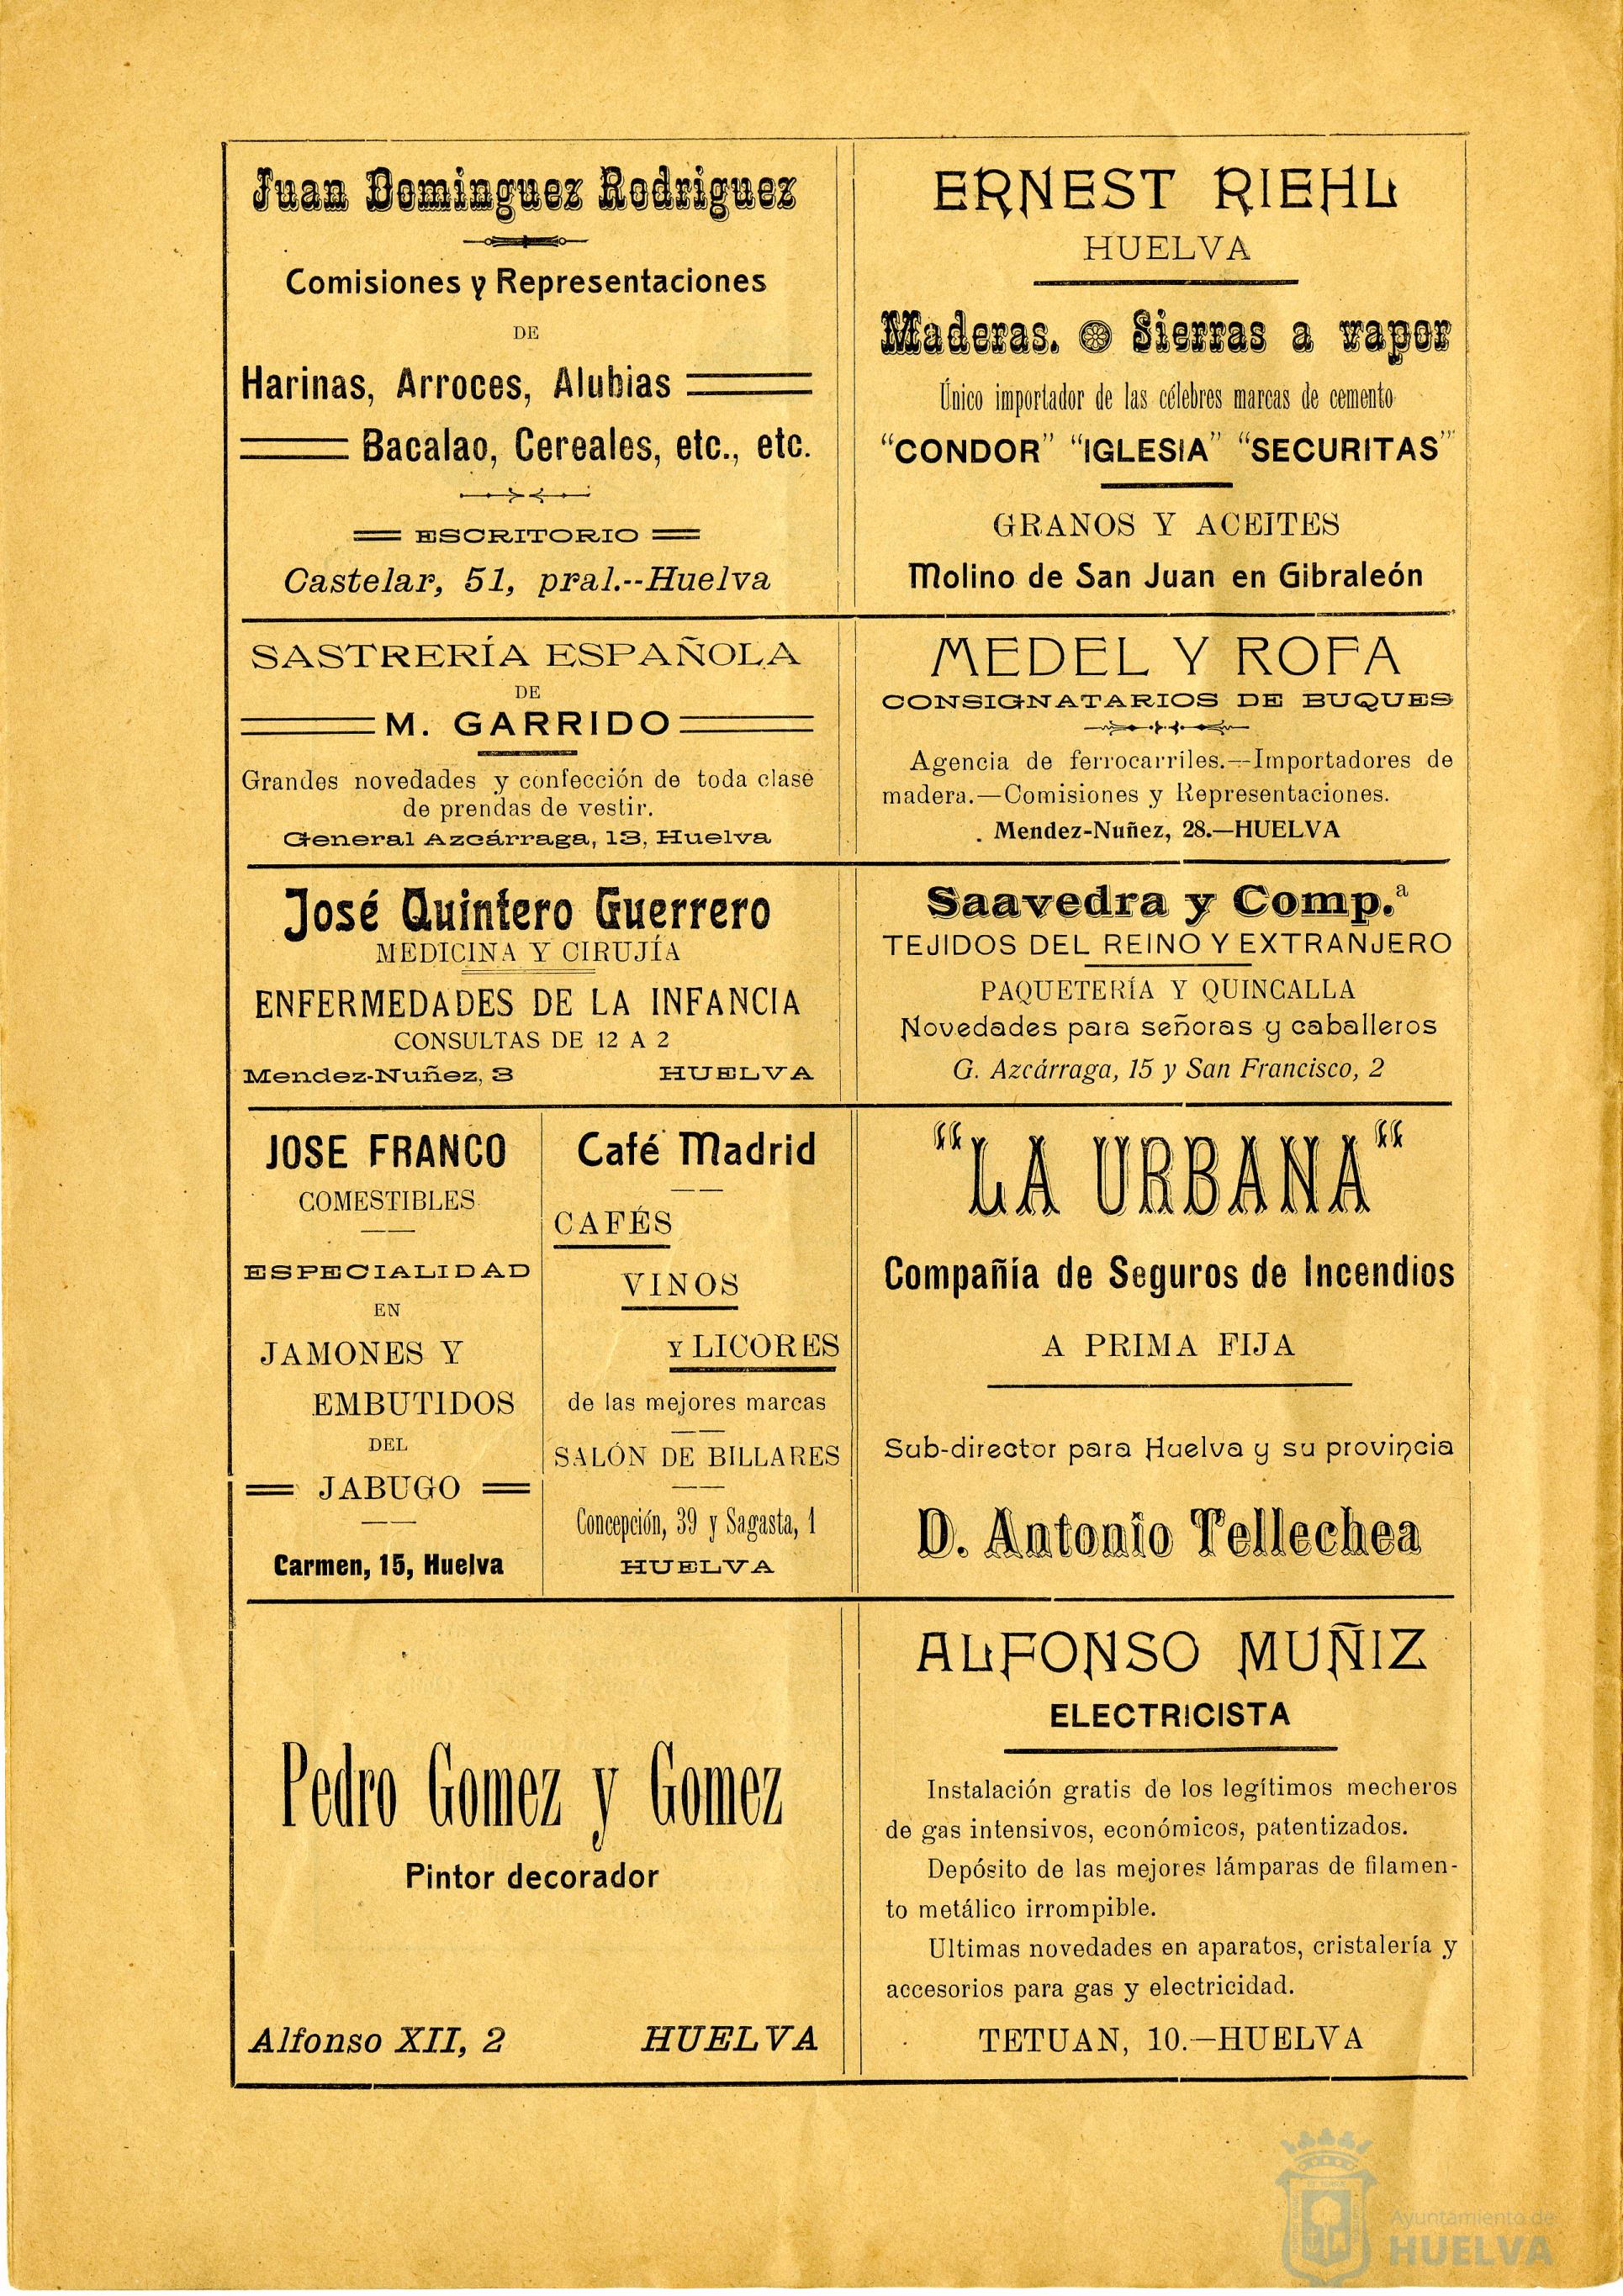 Juan Dominguez Rodriguez
Comisiones y Representaciones
DE
Harinas, Arroces, Alubias
Bacalao, Cereales, etc., etc.
ESCRITORIO
Castelar, 51, pral.--Huelva
ERNEST RIEHL
HUELVA
Maderas. Sierras a vapor
Único importador de las célebres marcas de cemento
“CONDOR” “IGLESIA” “SECURITAS”
GRANOS Y ACEITES
Molino de San Juan en Gibraleón
SASTRERÍA ESPAÑOLA
DE
M. GARRIDO
Grandes novedades y confección de toda clase
de prendas de vestir.
General Azcárraga, 13, Huelva
MEDEL Y ROFA
CONSIGNATARIOS DE BUQUES
Agencia de ferrocarriles.—Importadores de
madera.—Comisiones y Representaciones.
Mendez-Nuñez, 28.—HUELVA
José Quintero Guerrero
MEDICINA Y CIRUJÍA
ENFERMEDADES DE LA INFANCIA
CONSULTAS DE 12 A 2
Mendez-Nuñez, 3 HUELVA
Saavedra y Comp.ª
TEJIDOS DEL REINO Y EXTRANJERO
PAQUETERÍA Y QUINCALLA
Novedades para señoras y caballeros
G. Azcárraga, 15 y San Francisco, 2
JOSE FRANCO
COMESTIBLES
ESPECIALIDAD
EN
JAMONES Y
EMBUTIDOS
DEL
JABUGO
Carmen, 15, Huelva
Café Madrid
CAFÉS
VINOS
Y LICORES
de las mejores marcas
SALÓN DE BILLARES
Concepción, 39 y Sagasta, 1
HUELVA
“LA URBANA“
Compañía de Seguros de Incendios
A PRIMA FIJA
Sub-director para Huelva y su provincia
D. Antonio Tellechea
Pedro Gomez y Gomez
Pintor decorador
Alfonso XII, 2 HUELVA
ALFONSO MUÑIZ
ELECTRICISTA
Instalación gratis de los legítimos mecheros
de gas intensivos, económicos, patentizados.
Depósito de las mejores lámparas de filamen-
to metálico irrompible.
Ultimas novedades en aparatos, cristalería y
accesorios para gas y electricidad.
TETUAN, 10.—HUELVA
Ayuntamiento de
HUELVA